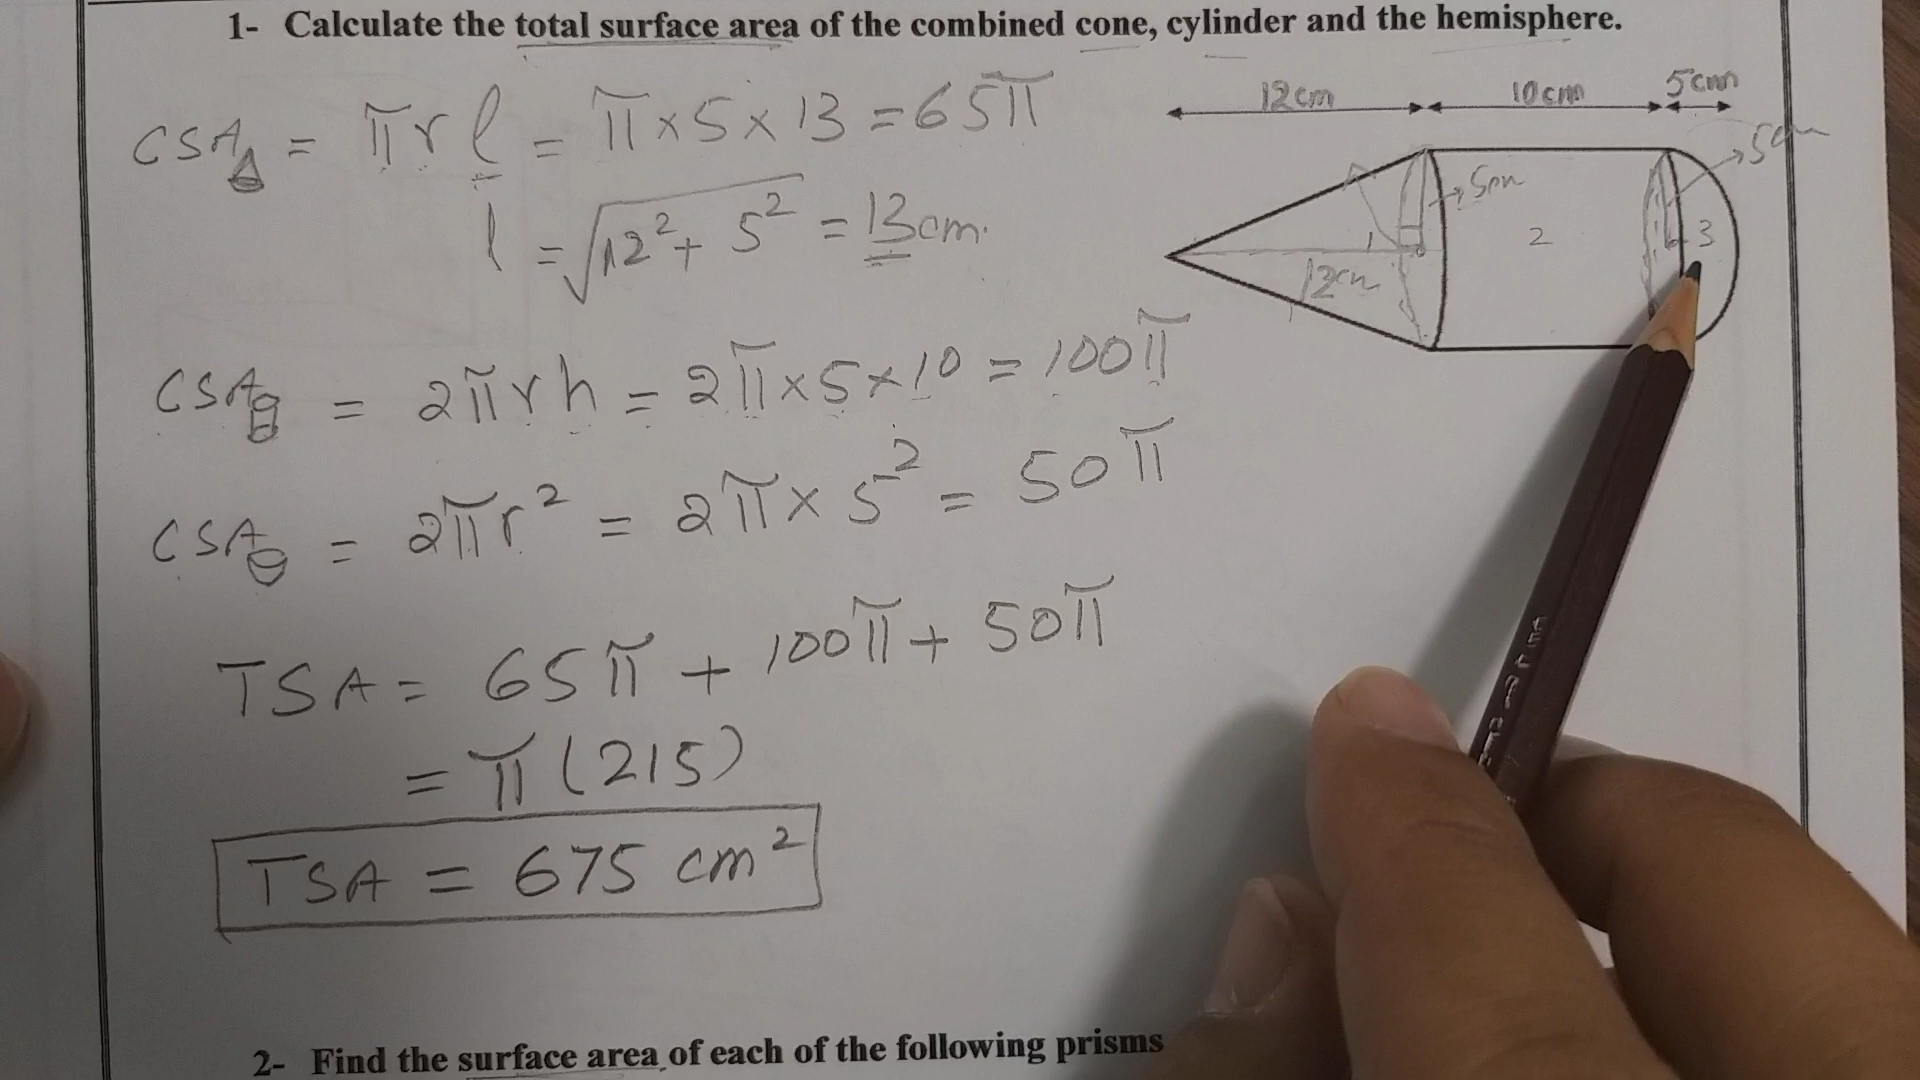 1- Calculate the total surface area of the combined cone, cylinder and the hemisphere.
12cm 10cm 5cm
CSA = πrl = π×5×13 = 65π
5cm
5cm
l = √12² + 5² = 13cm.
1 2 3
12cm
CSA = 2πrh = 2π×5×10 = 100π
CSA = 2πr² = 2π×5² = 50π
TSA = 65π + 100π + 50π
= π(215)
TSA = 675 cm²
2- Find the surface area of each of the following prisms